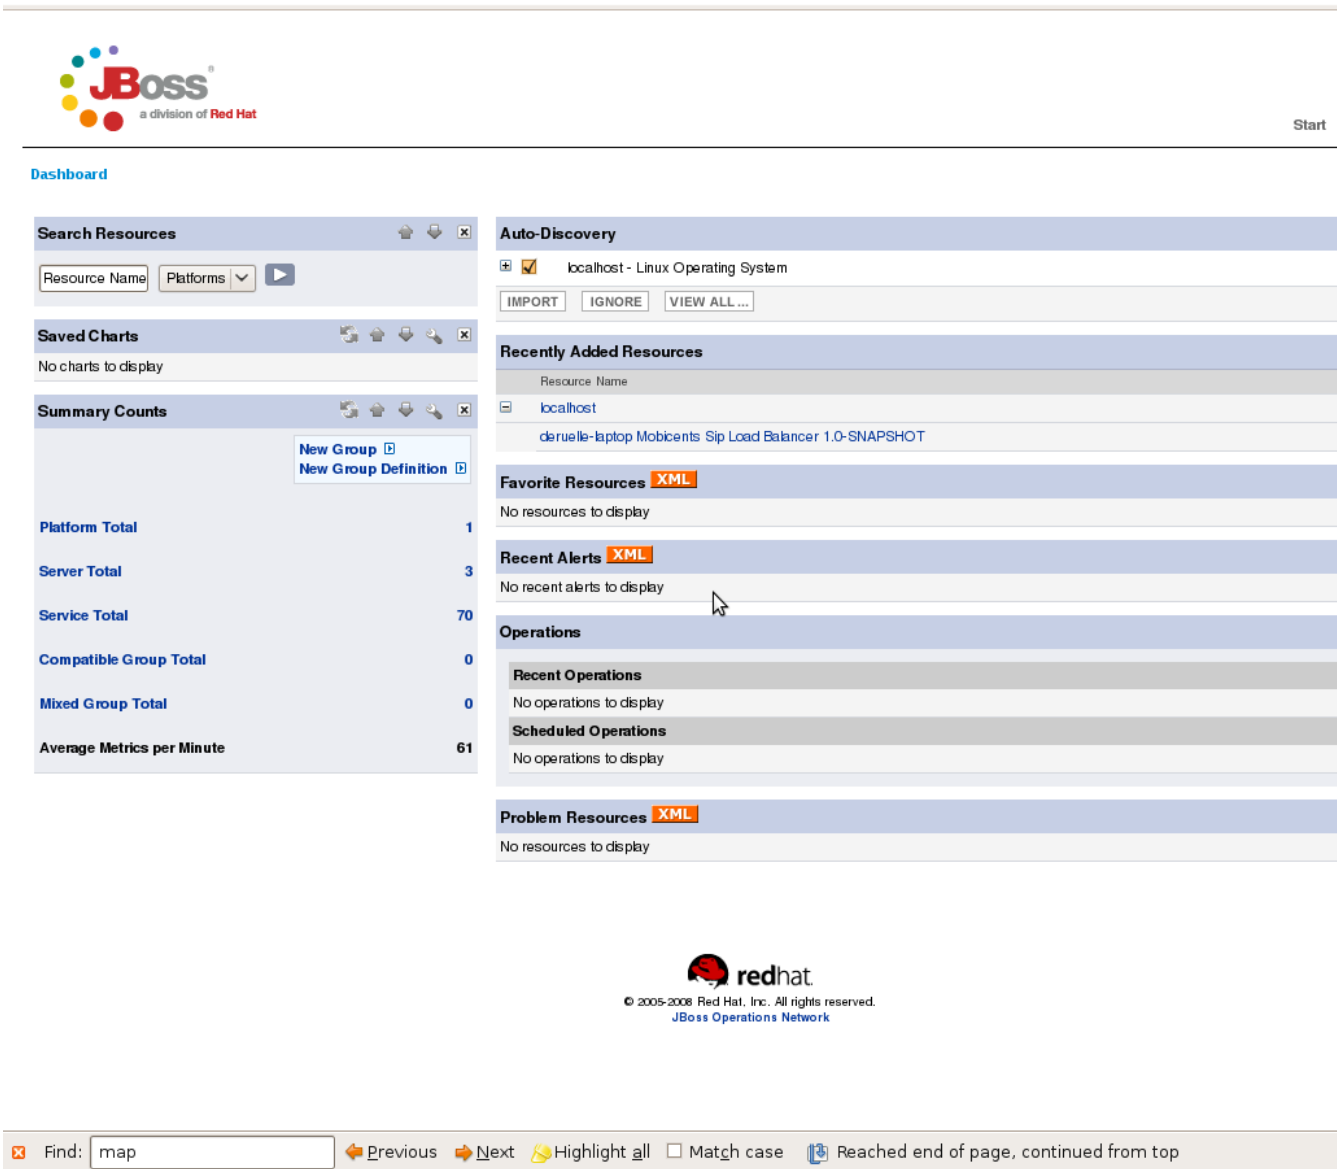 JBoss®
a division of Red Hat
Start
Dashboard
Search Resources
Resource Name Platforms
Saved Charts
No charts to display
Summary Counts
New Group
New Group Definition
Platform Total 1
Server Total 3
Service Total 70
Compatible Group Total 0
Mixed Group Total 0
Average Metrics per Minute 61
Auto-Discovery
localhost - Linux Operating System
IMPORT IGNORE VIEW ALL ...
Recently Added Resources
Resource Name
localhost
deruelle-laptop Mobicents Sip Load Balancer 1.0-SNAPSHOT
Favorite Resources XML
No resources to display
Recent Alerts XML
No recent alerts to display
Operations
Recent Operations
No operations to display
Scheduled Operations
No operations to display
Problem Resources XML
No resources to display
redhat.
© 2005-2008 Red Hat, Inc. All rights reserved.
JBoss Operations Network
Find: map Previous Next Highlight all Match case Reached end of page, continued from top